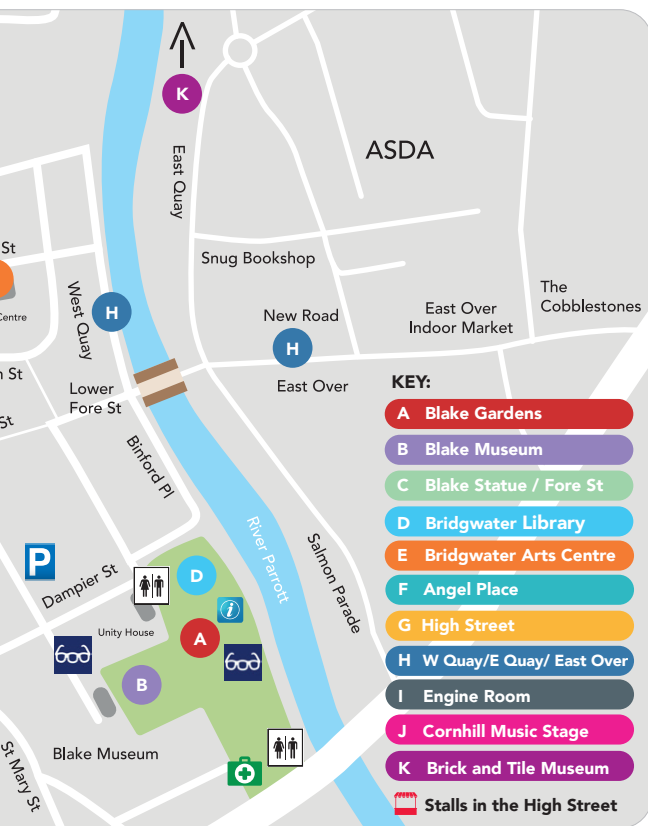 K
ASDA
East Quay
St
Snug Bookshop
Centre
West Quay
H
New Road
H
East Over
Indoor Market
The
Cobblestones
St
Lower
Fore St
East Over
St
Binford Pl
River Parrott
Salmon Parade
P
Dampier St
D
i
Unity House
A
B
Blake Museum
St Mary St
KEY:
A Blake Gardens
B Blake Museum
C Blake Statue / Fore St
D Bridgwater Library
E Bridgwater Arts Centre
F Angel Place
G High Street
H W Quay/E Quay/ East Over
I Engine Room
J Cornhill Music Stage
K Brick and Tile Museum
Stalls in the High Street